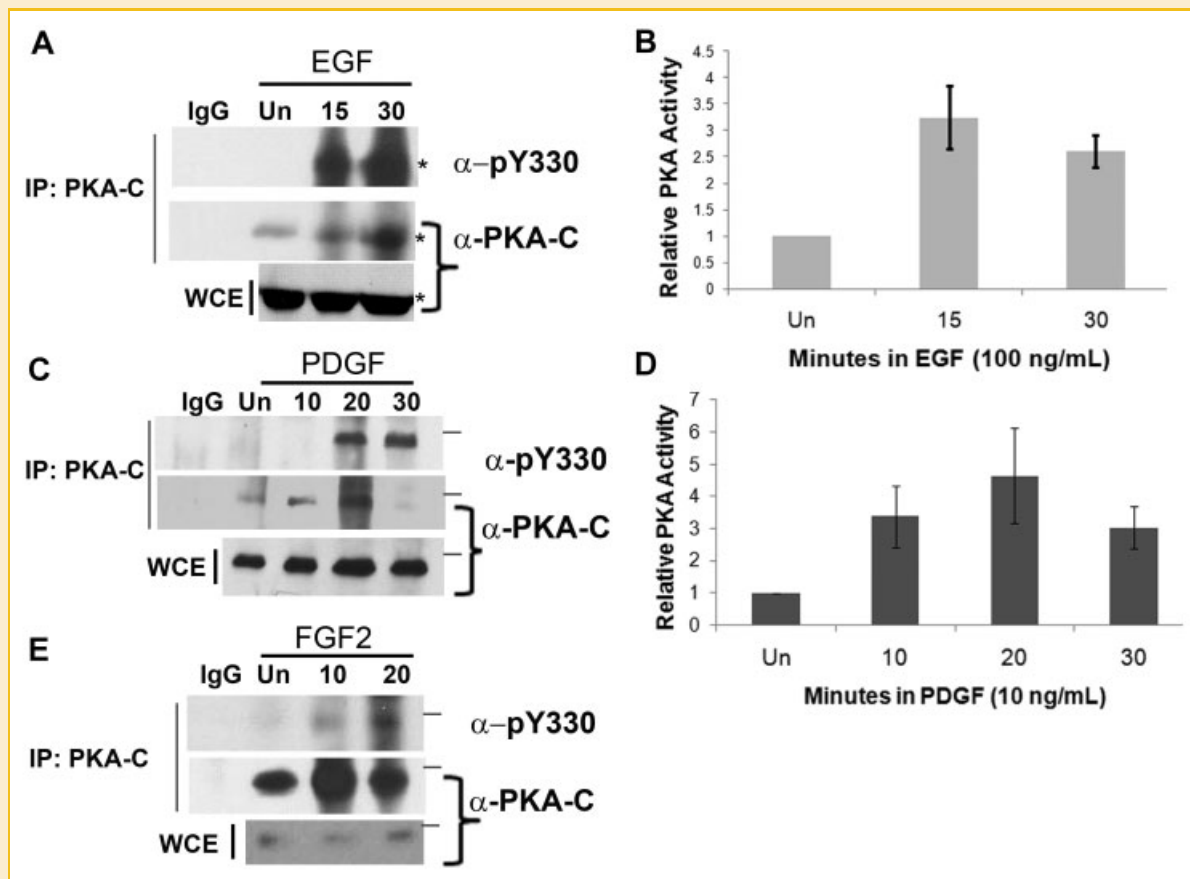 A
EGF
IgG Un 15 30
IP: PKA-C
α–pY330
*
α-PKA-C
*
WCE
*
B
Relative PKA Activity
4.5
4
3.5
3
2.5
2
1.5
1
0.5
0
Un 15 30
Minutes in EGF (100 ng/mL)
C
PDGF
IgG Un 10 20 30
IP: PKA-C
α-pY330
α-PKA-C
WCE
D
Relative PKA Activity
7
6
5
4
3
2
1
0
Un 10 20 30
Minutes in PDGF (10 ng/mL)
E
FGF2
IgG Un 10 20
IP: PKA-C
α–pY330
α-PKA-C
WCE